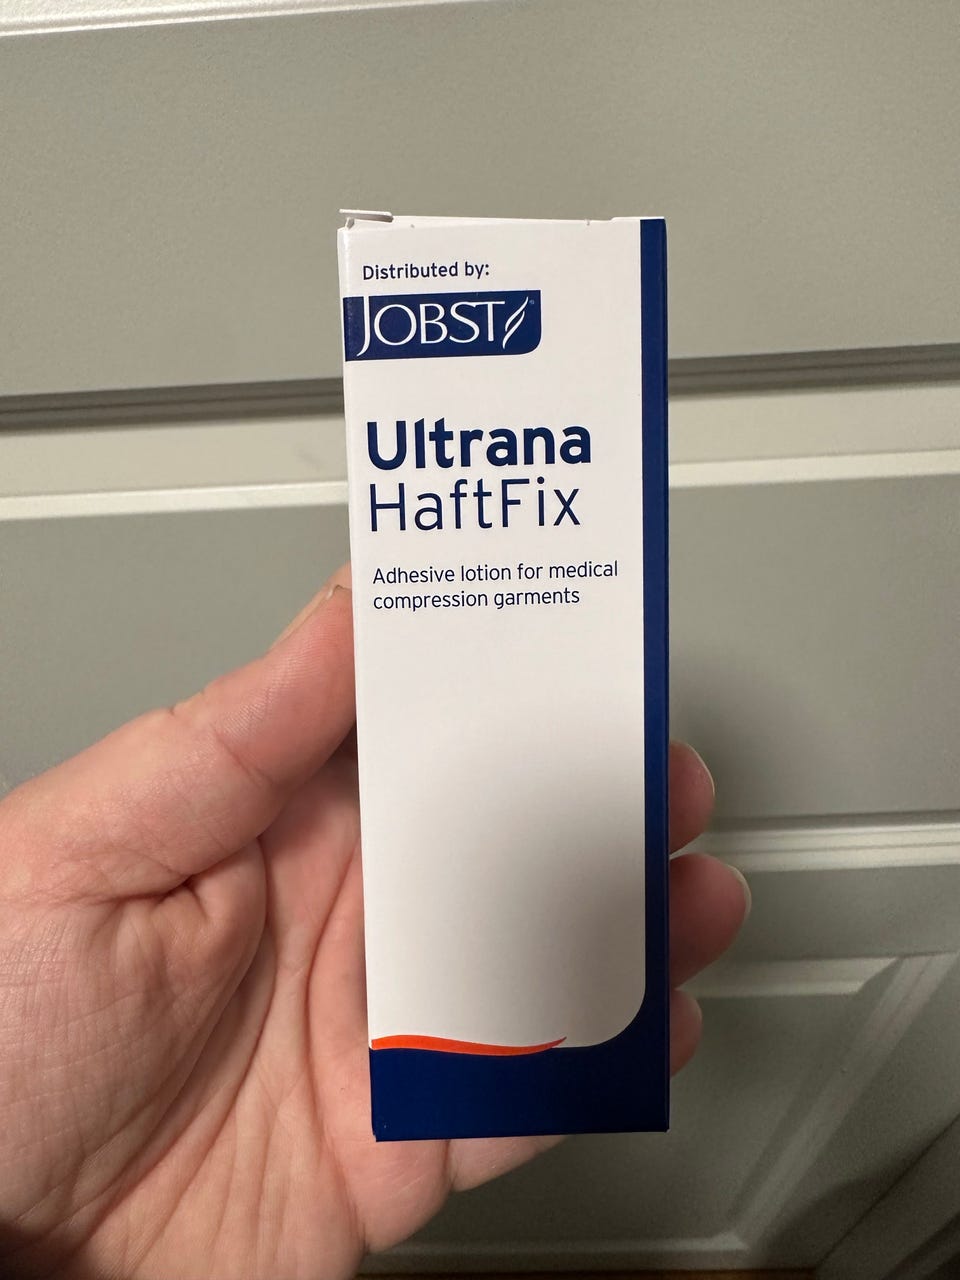 Distributed by:
JOBST®
Ultrana
HaftFix
Adhesive lotion for medical
compression garments